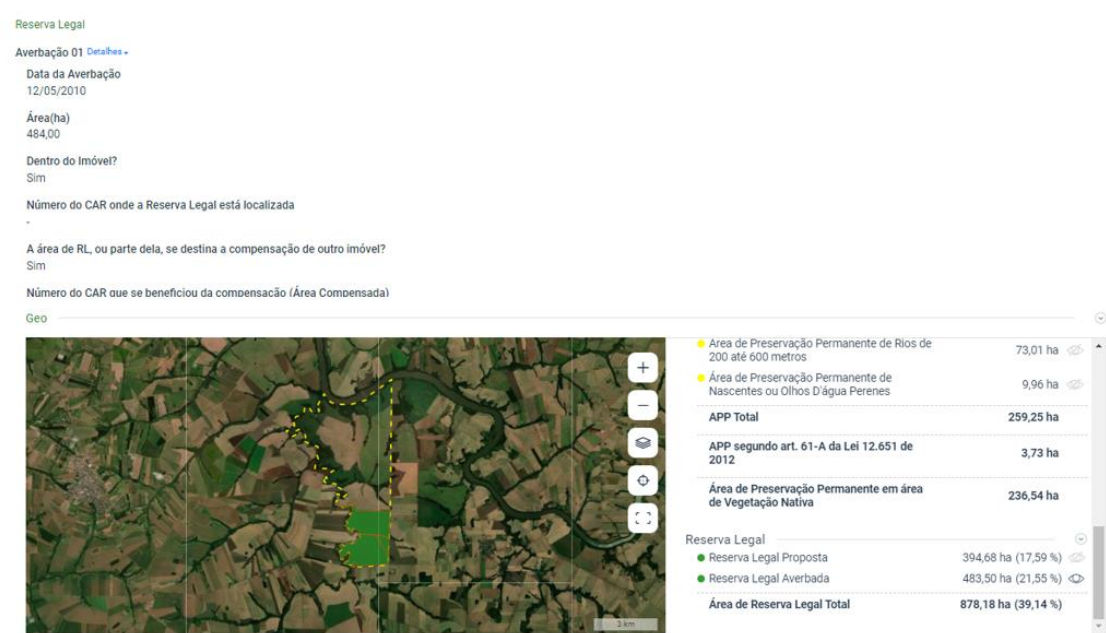 Reserva Legal
Averbação 01 Detalhes
Data da Averbação
12/05/2010
Área(ha)
484,00
Dentro do Imóvel?
Sim
Número do CAR onde a Reserva Legal está localizada
-
A área de RL, ou parte dela, se destina a compensação de outro imóvel?
Sim
Número do CAR que se beneficiou da compensação (Área Compensada)
Geo
Área de Preservação Permanente de Rios de
200 até 600 metros
73,01 ha
Área de Preservação Permanente de
Nascentes ou Olhos D'água Perenes
9,96 ha
APP Total
259,25 ha
APP segundo art. 61-A da Lei 12.651 de
2012
3,73 ha
Área de Preservação Permanente em área
de Vegetação Nativa
236,54 ha
Reserva Legal
Reserva Legal Proposta
394,68 ha (17,59 %)
Reserva Legal Averbada
483,50 ha (21,55 %)
Área de Reserva Legal Total
878,18 ha (39,14 %)
3 km